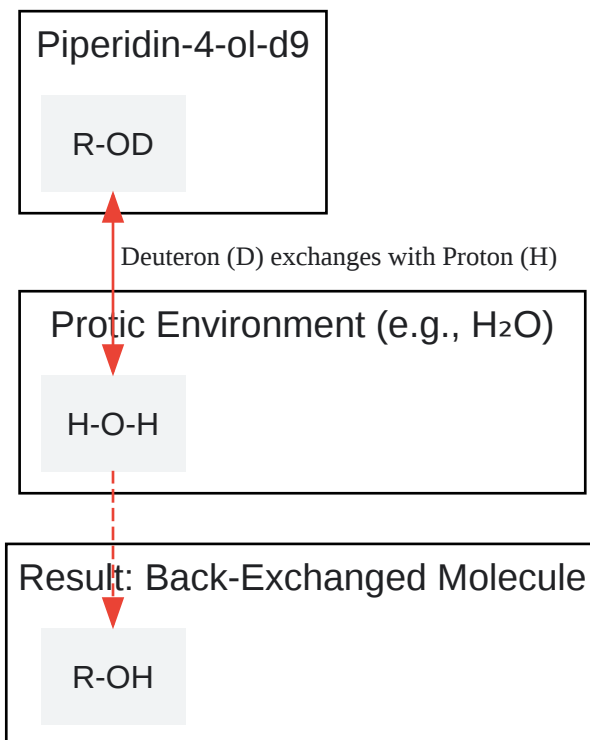 Piperidin-4-ol-d9
R-OD
Deuteron (D) exchanges with Proton (H)
Protic Environment (e.g., H₂O)
H-O-H
Result: Back-Exchanged Molecule
R-OH